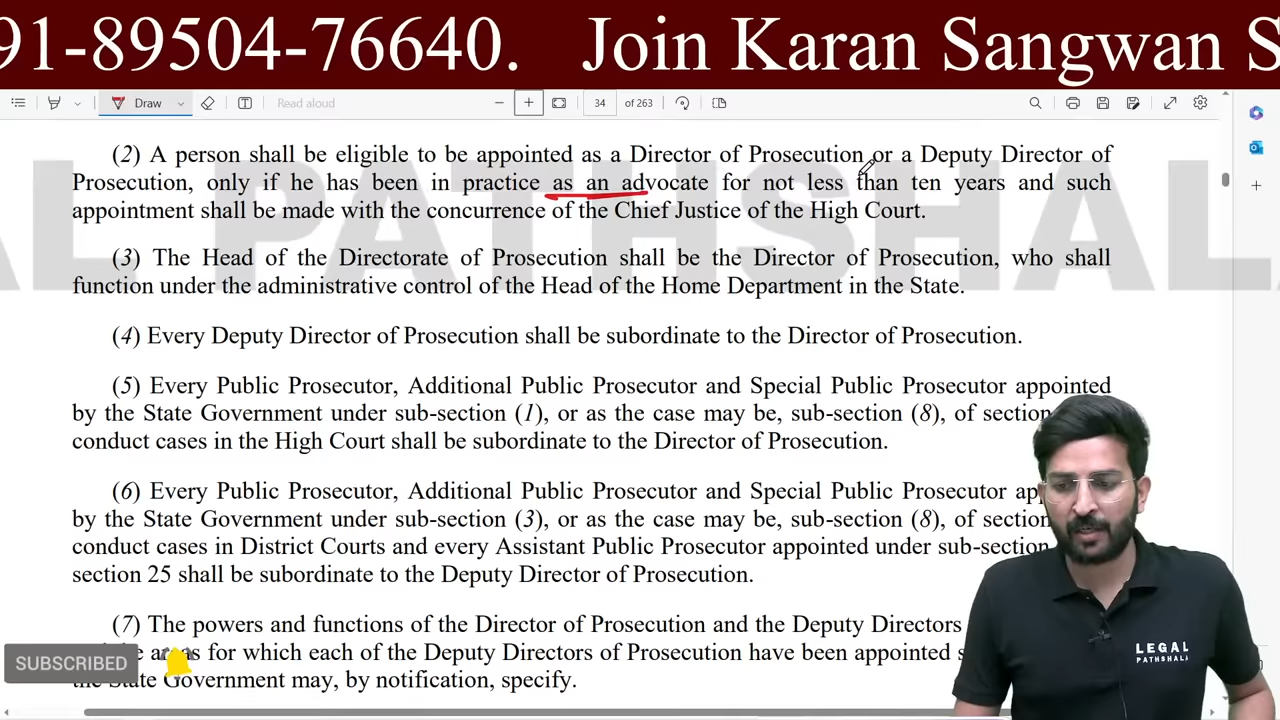 91-89504-76640. Join Karan Sangwan S
Draw
Read aloud
34
of 263
(2) A person shall be eligible to be appointed as a Director of Prosecution or a Deputy Director of
Prosecution, only if he has been in practice as an advocate for not less than ten years and such
appointment shall be made with the concurrence of the Chief Justice of the High Court.
AL PATHSHALA
(3) The Head of the Directorate of Prosecution shall be the Director of Prosecution, who shall
function under the administrative control of the Head of the Home Department in the State.
(4) Every Deputy Director of Prosecution shall be subordinate to the Director of Prosecution.
(5) Every Public Prosecutor, Additional Public Prosecutor and Special Public Prosecutor appointed
by the State Government under sub-section (1), or as the case may be, sub-section (8), of section
conduct cases in the High Court shall be subordinate to the Director of Prosecution.
(6) Every Public Prosecutor, Additional Public Prosecutor and Special Public Prosecutor
by the State Government under sub-section (3), or as the case may be, sub-section (8), of section
conduct cases in District Courts and every Assistant Public Prosecutor appointed under sub-section
section 25 shall be subordinate to the Deputy Director of Prosecution.
(7) The powers and functions of the Director of Prosecution and the Deputy Directors
for which each of the Deputy Directors of Prosecution have been appointed
the State Government may, by notification, specify.
SUBSCRIBED
LEGAL
PATHSHALA